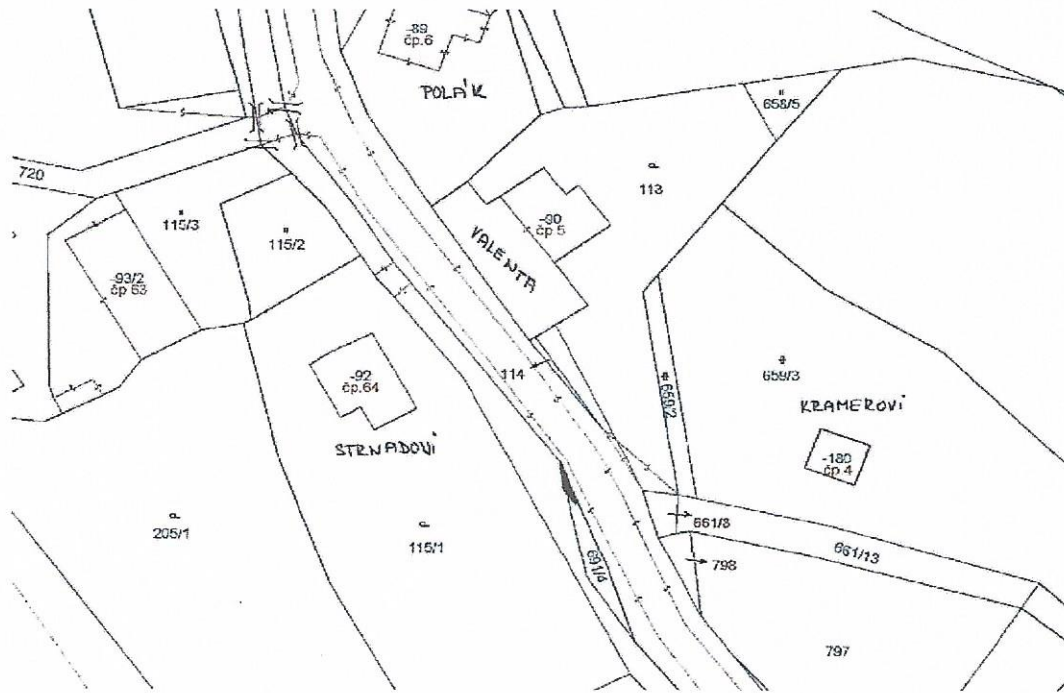 -89
čp.6
POLÁK
658/5
720
113
115/3
115/2
-90
čp.5
VALENTA
-93/2
čp 63
114
-92
čp.64
659/2
659/3
KRAMEROVÍ
STRNADOVI
-180
čp.4
205/1
115/1
661/8
661/13
691/4
798
797